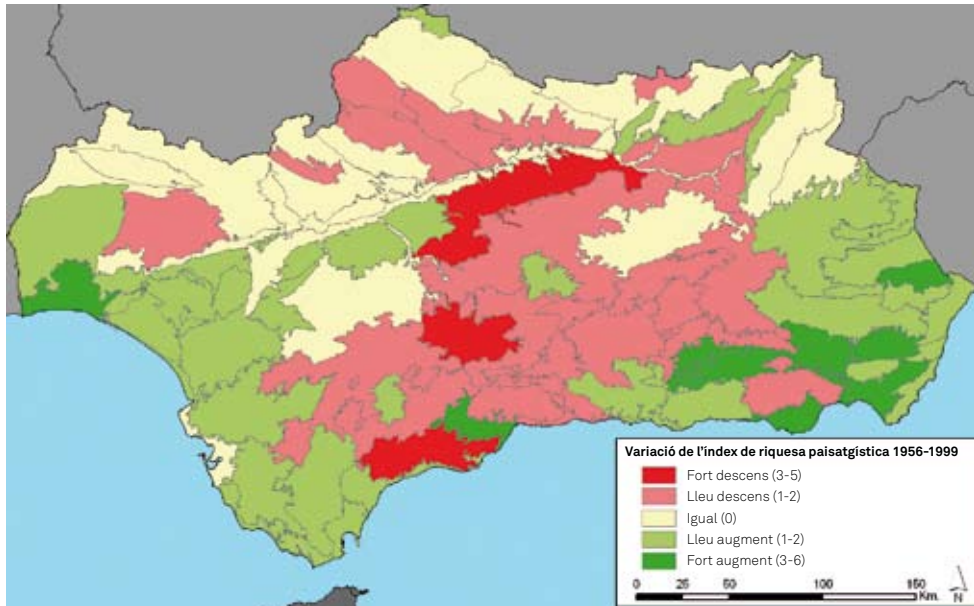 Variació de l'índex de riquesa paisatgística 1956-1999
Fort descens (3-5)
Lleu descens (1-2)
Igual (0)
Lleu augment (1-2)
Fort augment (3-6)
0 25 50 100 150
Km. N